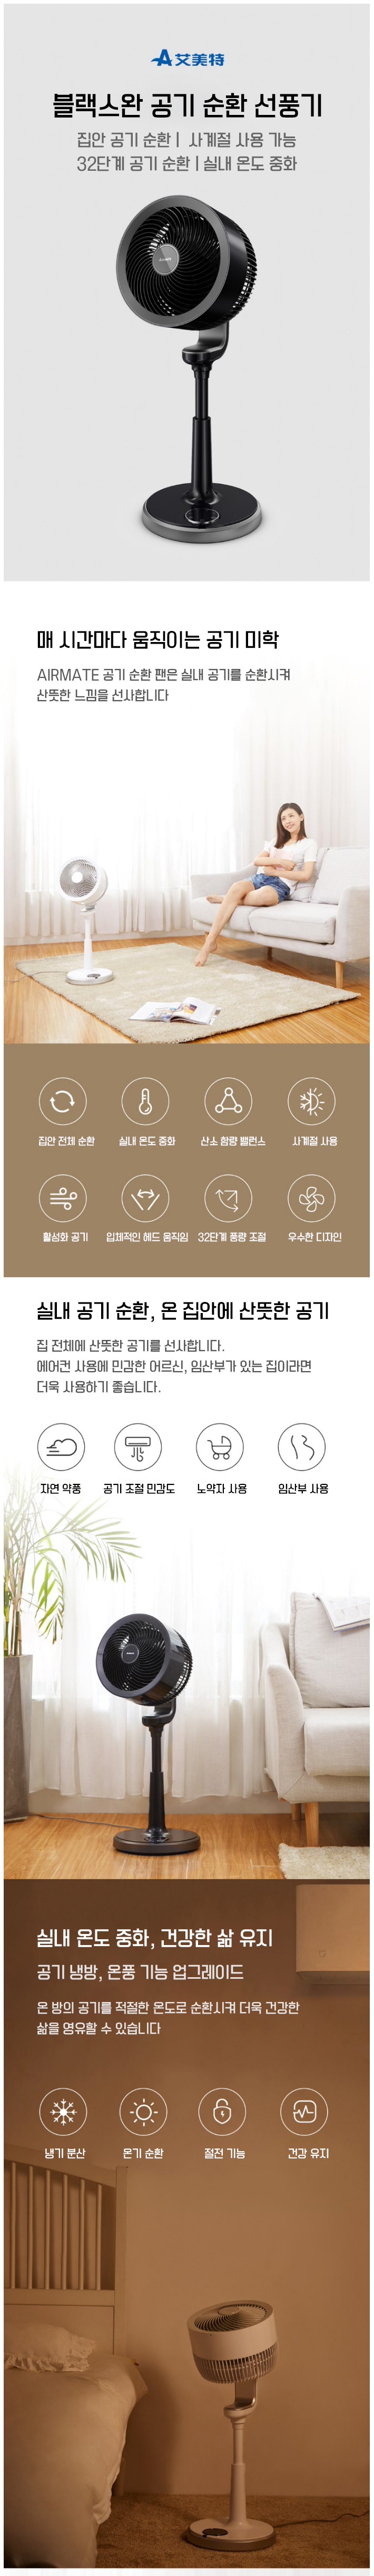 艾美特
블랙스완 공기 순환 선풍기
집안 공기 순환 | 사계절 사용 가능
32단계 공기 순환 | 실내 온도 중화
매 시간마다 움직이는 공기 미학
AIRMATE 공기 순환 팬은 실내 공기를 순환시켜
산뜻한 느낌을 선사합니다
집안 전체 순환
실내 온도 중화
산소 함량 밸런스
사계절 사용
활성화 공기
입체적인 헤드 움직임
32단계 풍량 조절
우수한 디자인
실내 공기 순환, 온 집안에 산뜻한 공기
집 전체에 산뜻한 공기를 선사합니다.
에어컨 사용에 민감한 어르신, 임산부가 있는 집이라면
더욱 사용하기 좋습니다.
자연 약풍
공기 조절 민감도
노약자 사용
임산부 사용
실내 온도 중화, 건강한 삶 유지
공기 냉방, 온풍 기능 업그레이드
온 방의 공기를 적절한 온도로 순환시켜 더욱 건강한
삶을 영유할 수 있습니다
냉기 분산
온기 순환
절전 기능
건강 유지